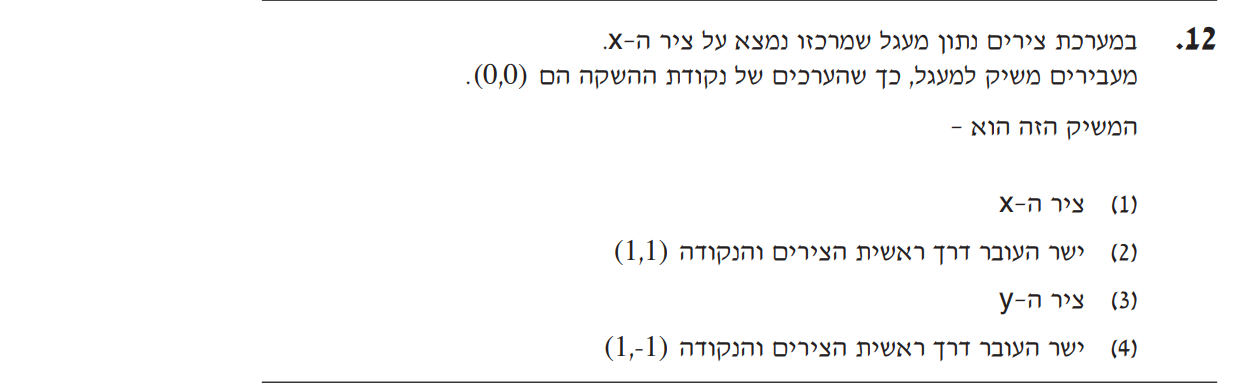 12. במערכת צירים נתון מעגל שמרכזו נמצא על ציר ה-x.
מעבירים משיק למעגל, כך שהערכים של נקודת ההשקה הם (0,0).
המשיק הזה הוא –
(1) ציר ה-x
(2) ישר העובר דרך ראשית הצירים והנקודה (1,1)
(3) ציר ה-y
(4) ישר העובר דרך ראשית הצירים והנקודה (1,-1)